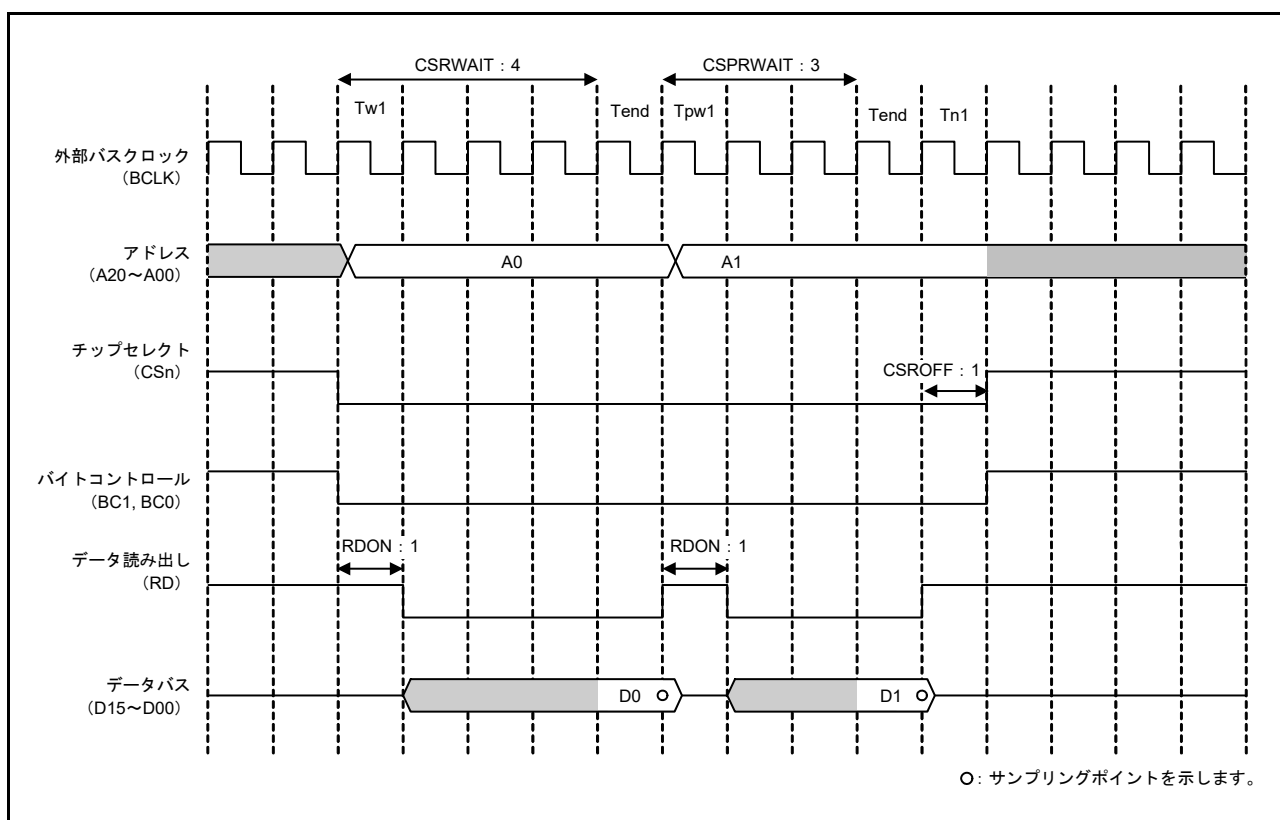 CSRWAIT：4
CSPRWAIT：3
Tw1
Tend
Tpw1
Tend
Tn1
外部バスクロック
（BCLK）
アドレス
（A20～A00）
A0
A1
チップセレクト
（CSn）
CSROFF：1
バイトコントロール
（BC1, BC0）
データ読み出し
（RD）
RDON：1
RDON：1
データバス
（D15～D00）
D0
D1
：サンプリングポイントを示します。